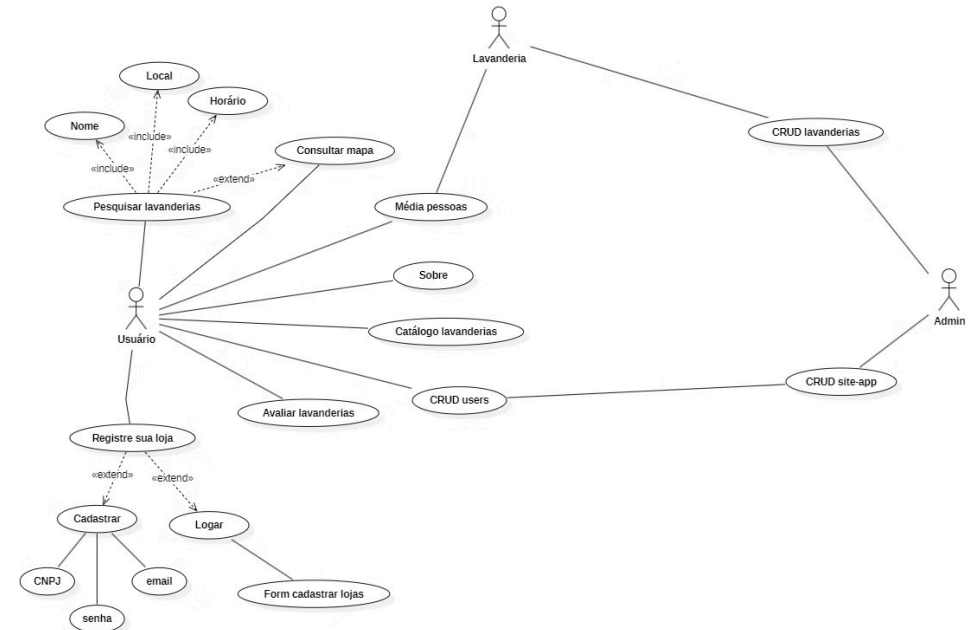 Lavanderia
Local
Horário
Nome
«include»
CRUD lavanderias
«include»
Consultar mapa
«include»
«extend»
Pesquisar lavanderias
Média pessoas
Sobre
Admin
Catálogo lavanderias
Usuário
CRUD site-app
CRUD users
Avaliar lavanderias
Registre sua loja
«extend»
«extend»
Cadastrar
Logar
CNPJ
email
Form cadastrar lojas
senha